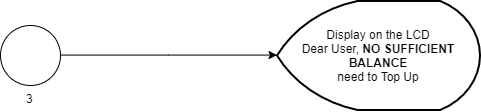 Display on the LCD
Dear User, NO SUFFICIENT
BALANCE
need to Top Up
3